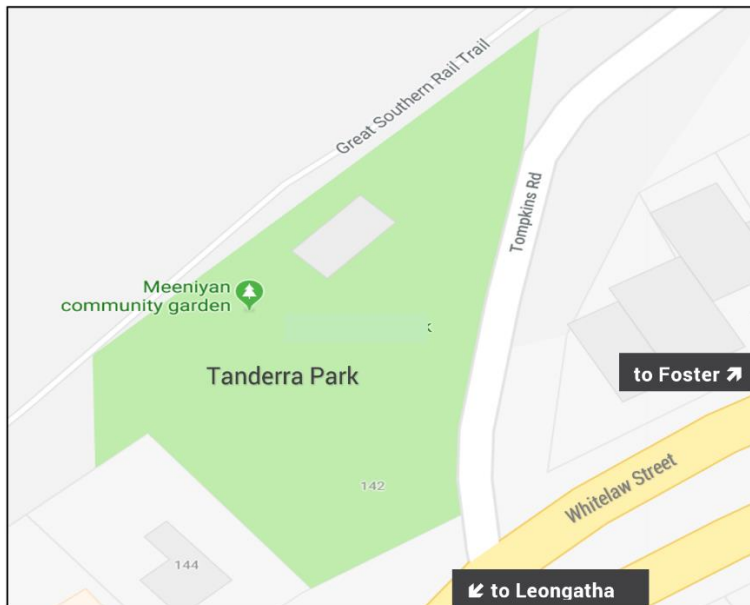 Great Southern Rail Trail
Tompkins Rd
Meeniyan
community garden
k
Tanderra Park
to Foster ↗
142
Whitelaw Street
144
↙ to Leongatha